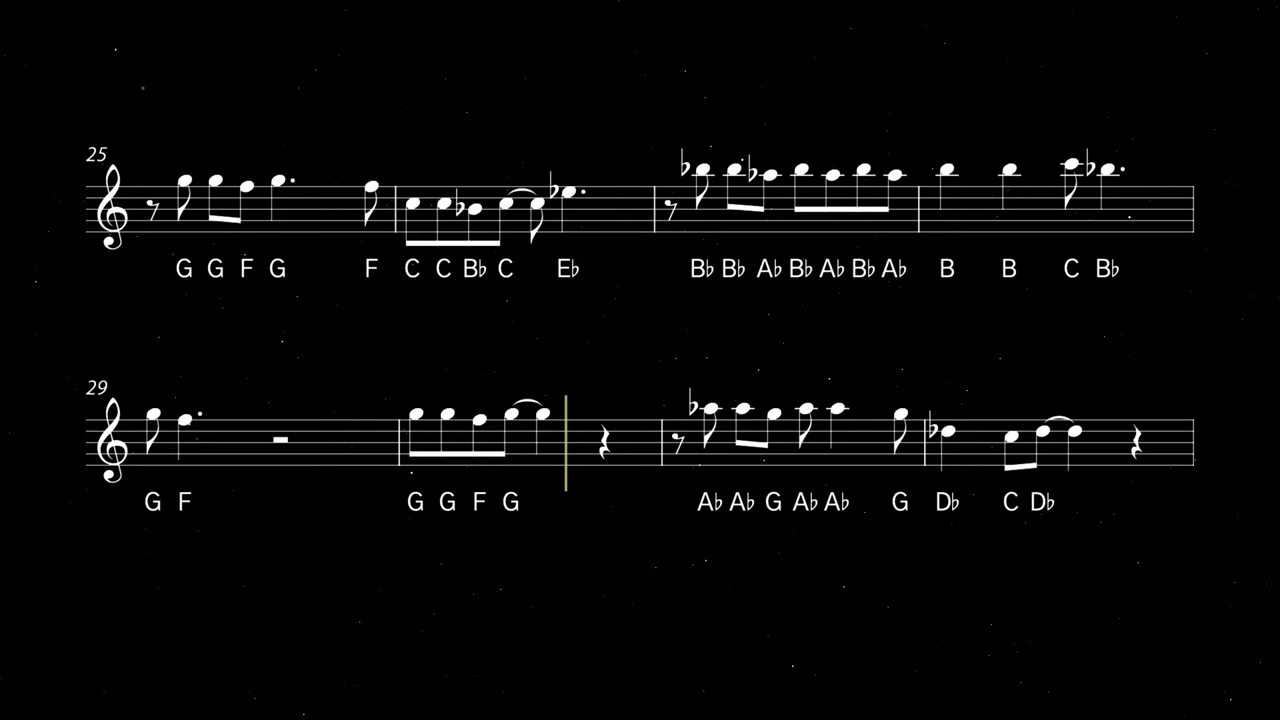 25
G G F G F C C B♭ C E♭ B♭ B♭ A♭ B♭ A♭ B♭ A♭ B B C B♭
29
G F G G F G A♭ A♭ G A♭ A♭ G D♭ C D♭